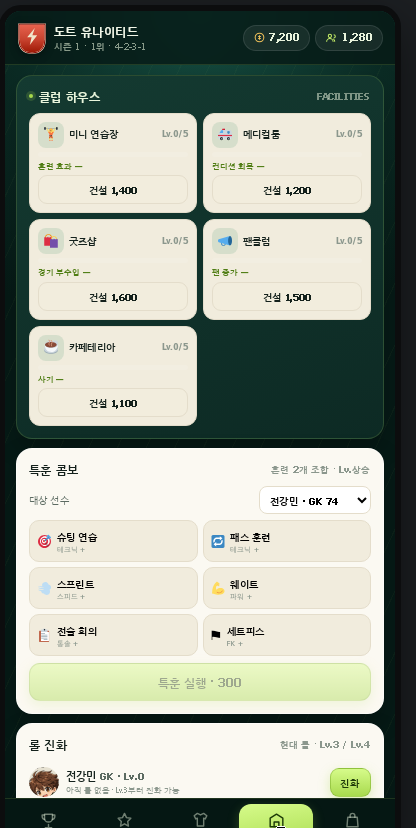 도트 유나이티드
시즌 1 · 1위 · 4-2-3-1
7,200
1,280
클럽 하우스
FACILITIES
미니 연습장
Lv.0/5
훈련 효과 —
건설 1,400
메디컬룸
Lv.0/5
컨디션 회복 —
건설 1,200
굿즈샵
Lv.0/5
경기 부수입 —
건설 1,600
팬클럽
Lv.0/5
팬 증가 —
건설 1,500
카페테리아
Lv.0/5
사기 —
건설 1,100
특훈 콤보
훈련 2개 조합 · Lv.상승
대상 선수
전강민 · GK 74
슈팅 연습
테크닉 +
패스 훈련
테크닉 +
스프린트
스피드 +
웨이트
파워 +
전술 회의
통솔 +
세트피스
FK +
특훈 실행 · 300
롤 진화
현대 롤 · Lv.3 / Lv.4
전강민 GK · Lv.0
아직 롤 없음 · Lv.3부터 진화 가능
진화